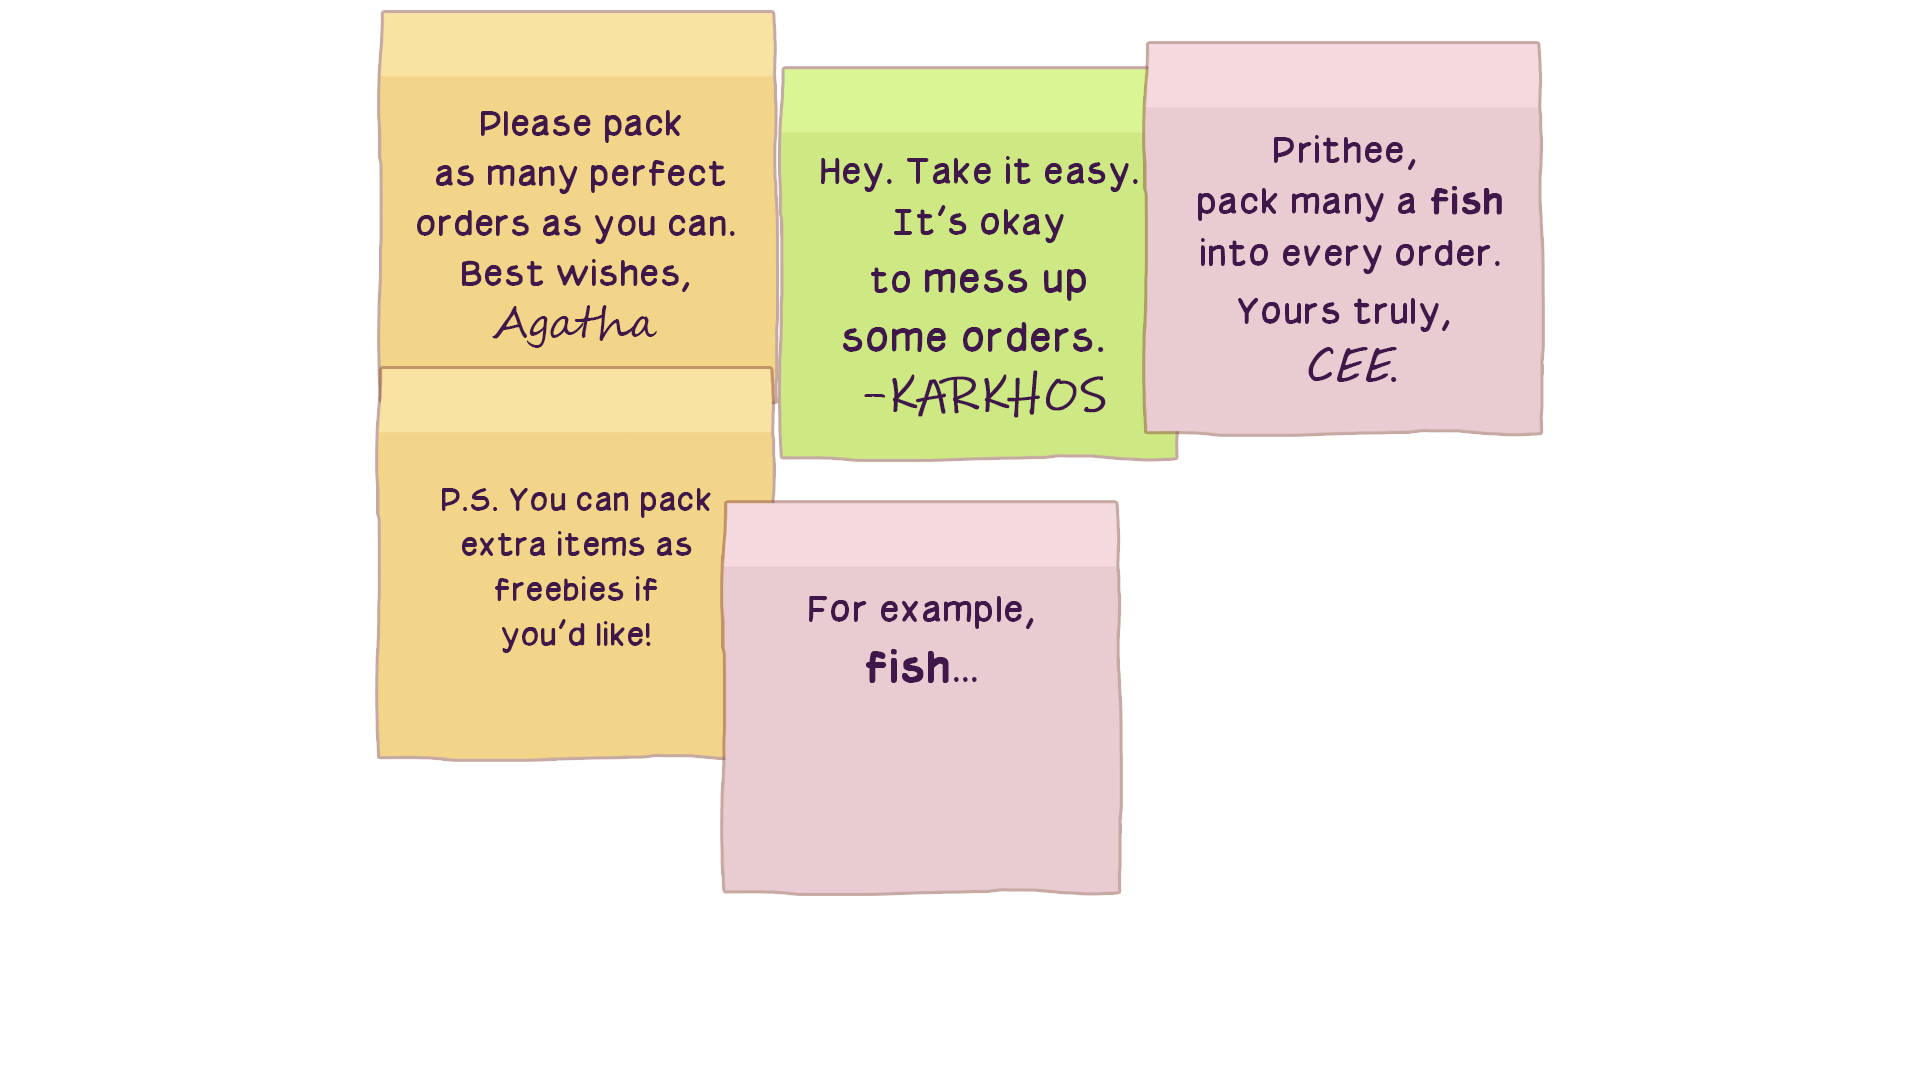 Please pack
as many perfect
orders as you can.
Best wishes,
Agatha
P.S. You can pack
extra items as
freebies if
you'd like!
Hey. Take it easy.
It's okay
to mess up
some orders.
-KARKHOS
Prithee,
pack many a fish
into every order.
Yours truly,
CEE.
For example,
fish...